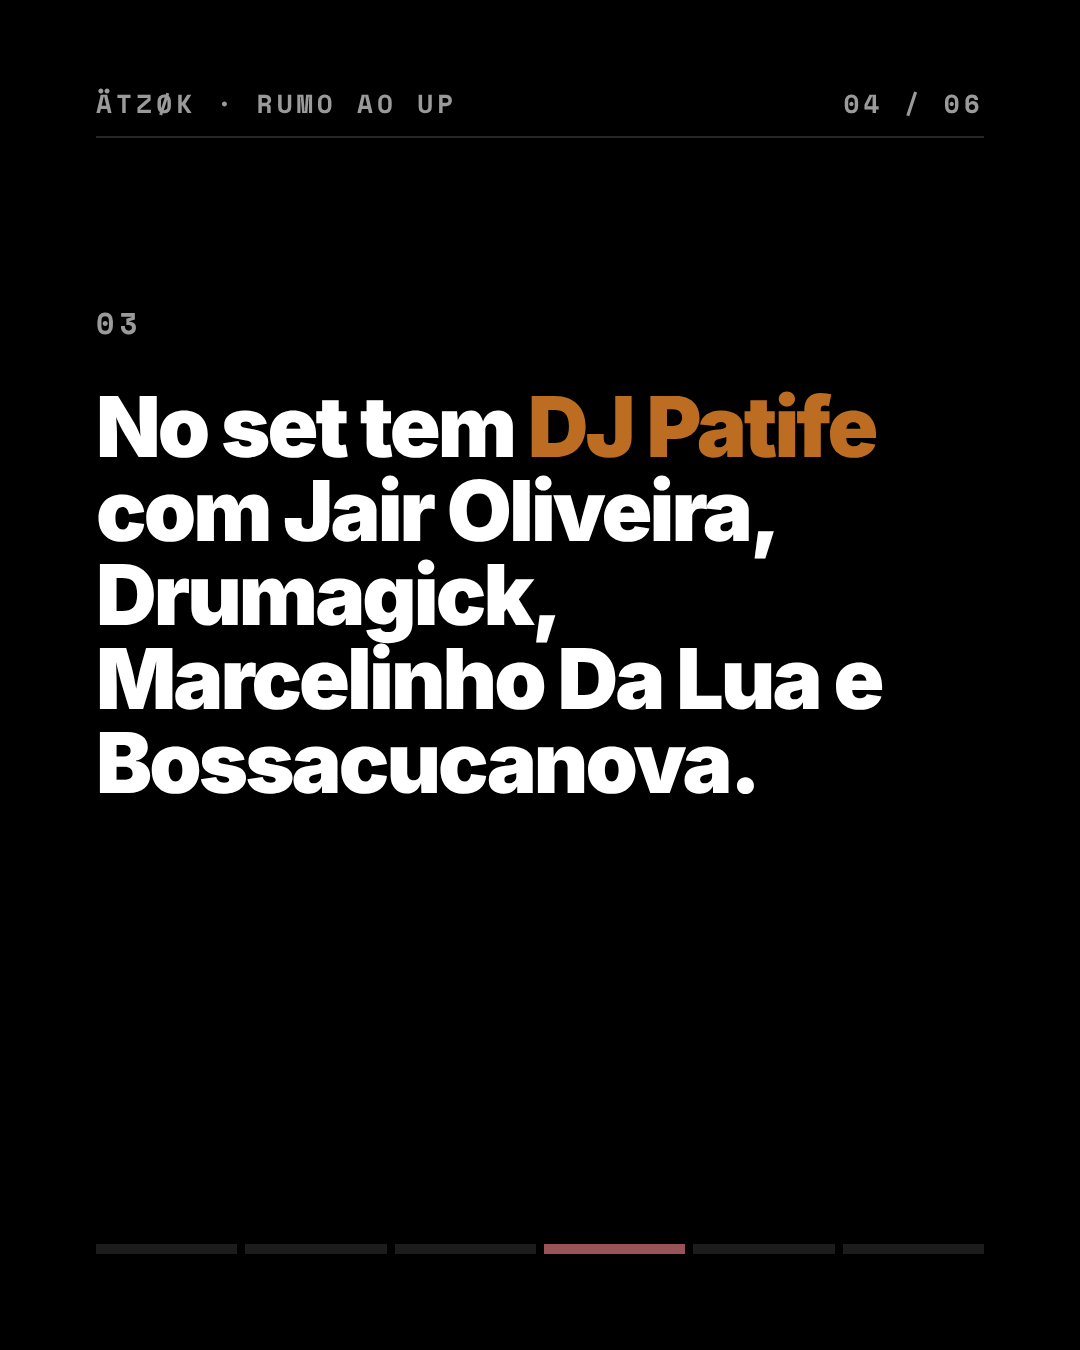 ÄTZØK · RUMO AO UP
04 / 06
03
No set tem DJ Patife
com Jair Oliveira,
Drumagick,
Marcelinho Da Lua e
Bossacucanova.